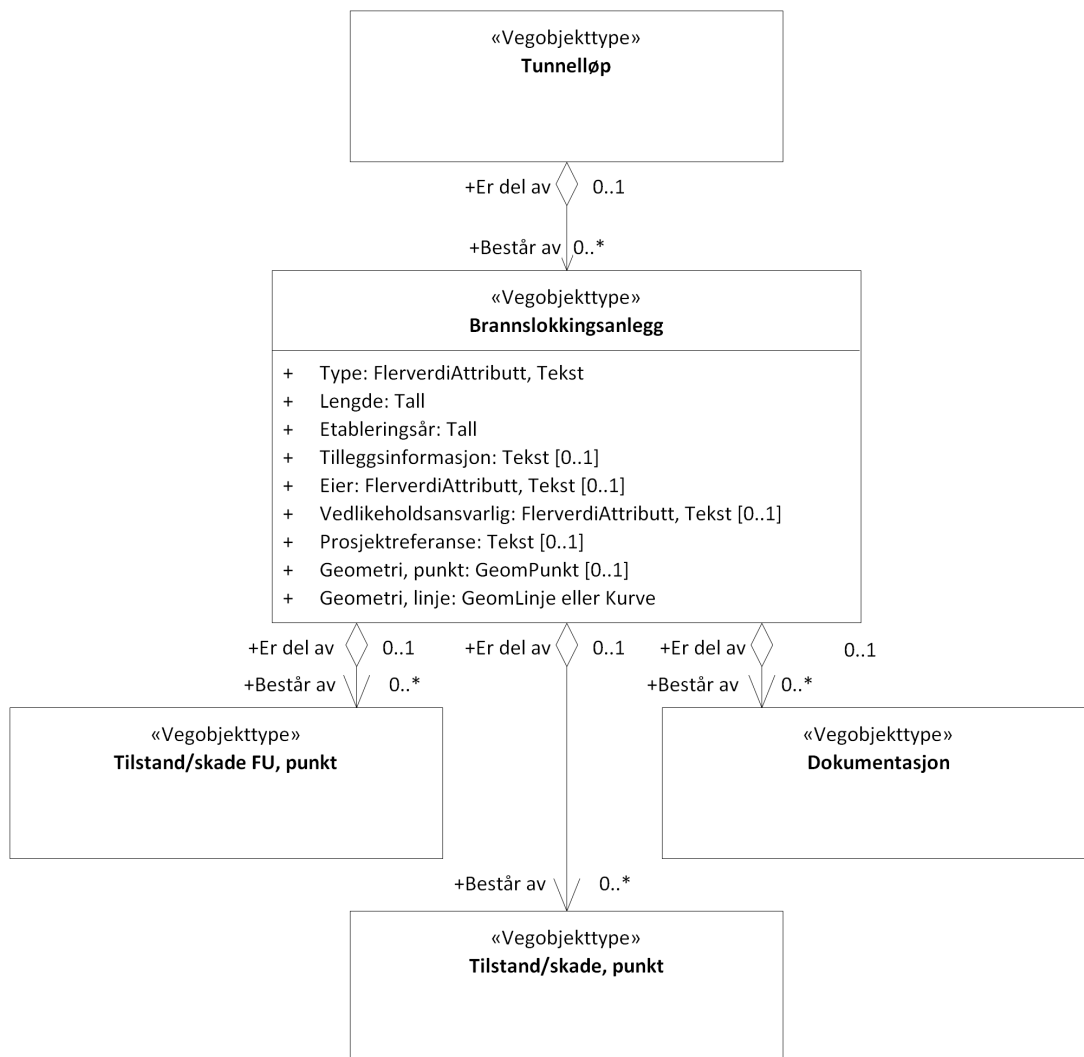 «Vegobjekttype»
Tunnelløp
+Er del av 0..1
+Består av 0..*
«Vegobjekttype»
Brannslokkingsanlegg
+ Type: FlerverdiAttributt, Tekst
+ Lengde: Tall
+ Etableringsår: Tall
+ Tilleggsinformasjon: Tekst [0..1]
+ Eier: FlerverdiAttributt, Tekst [0..1]
+ Vedlikeholdsansvarlig: FlerverdiAttributt, Tekst [0..1]
+ Prosjektreferanse: Tekst [0..1]
+ Geometri, punkt: GeomPunkt [0..1]
+ Geometri, linje: GeomLinje eller Kurve
+Er del av 0..1 +Er del av 0..1 +Er del av 0..1
+Består av 0..* +Består av 0..*
«Vegobjekttype»
Tilstand/skade FU, punkt
«Vegobjekttype»
Dokumentasjon
+Består av 0..*
«Vegobjekttype»
Tilstand/skade, punkt